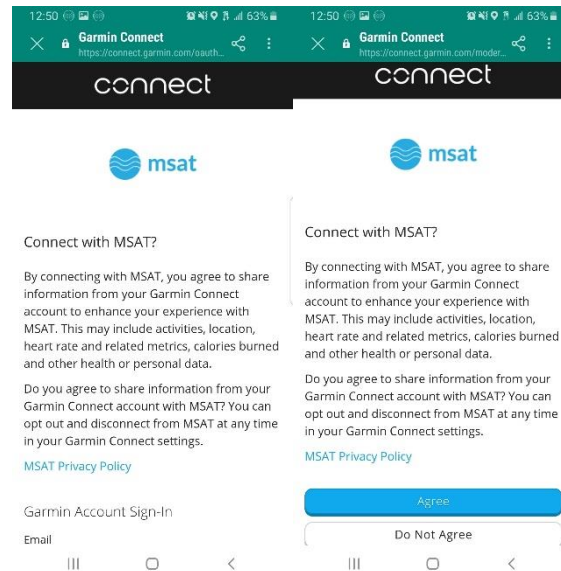 12:50 63%
Garmin Connect
https://connect.garmin.com/oauth...
connect
msat
Connect with MSAT?
By connecting with MSAT, you agree to share
information from your Garmin Connect
account to enhance your experience with
MSAT. This may include activities, location,
heart rate and related metrics, calories burned
and other health or personal data.
Do you agree to share information from your
Garmin Connect account with MSAT? You can
opt out and disconnect from MSAT at any time
in your Garmin Connect settings.
MSAT Privacy Policy
Garmin Account Sign-In
Email
12:50 63%
Garmin Connect
https://connect.garmin.com/moder...
connect
msat
Connect with MSAT?
By connecting with MSAT, you agree to share
information from your Garmin Connect
account to enhance your experience with
MSAT. This may include activities, location,
heart rate and related metrics, calories burned
and other health or personal data.
Do you agree to share information from your
Garmin Connect account with MSAT? You can
opt out and disconnect from MSAT at any time
in your Garmin Connect settings.
MSAT Privacy Policy
Agree
Do Not Agree